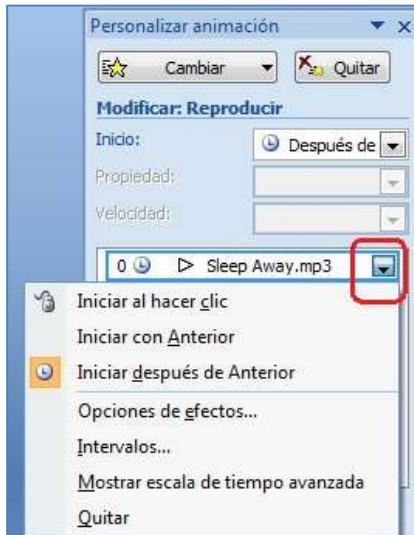 Personalizar animación
Cambiar
Quitar
Modificar: Reproducir
Inicio:
Después de
Propiedad:
Velocidad:
0 Sleep Away.mp3
Iniciar al hacer clic
Iniciar con Anterior
Iniciar después de Anterior
Opciones de efectos...
Intervalos...
Mostrar escala de tiempo avanzada
Quitar